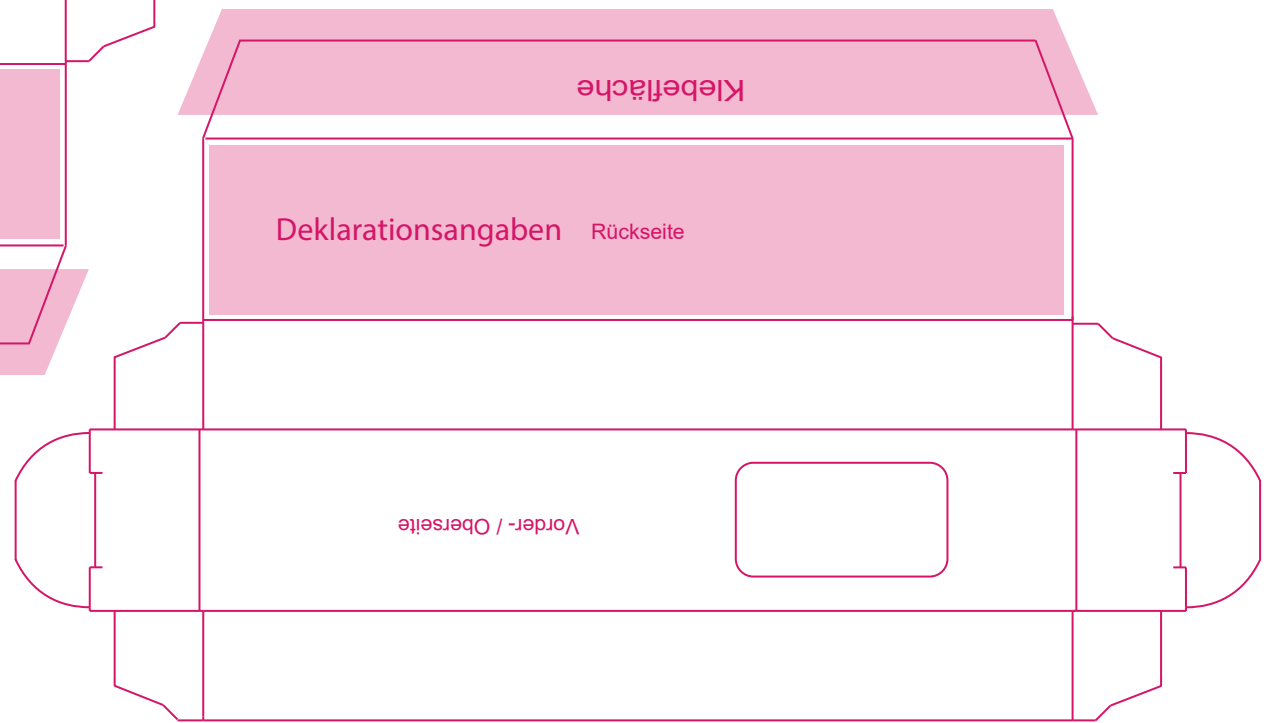 Klebefläche
Deklarationsangaben Rückseite
Vorder- / Oberseite